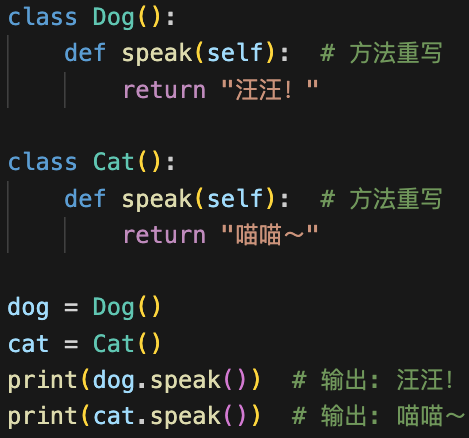 class Dog():
    def speak(self):  # 方法重写
        return "汪汪！"

class Cat():
    def speak(self):  # 方法重写
        return "喵喵～"

dog = Dog()
cat = Cat()
print(dog.speak())  # 输出: 汪汪！
print(cat.speak())  # 输出: 喵喵～